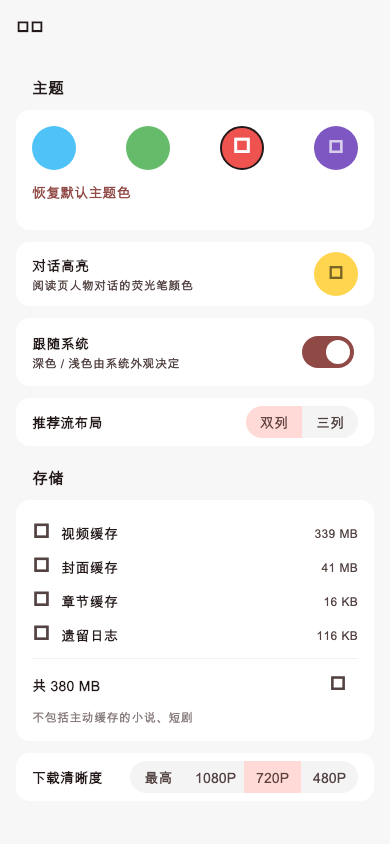 主题
恢复默认主题色
对话高亮
阅读页人物对话的荧光笔颜色
跟随系统
深色 / 浅色由系统外观决定
推荐流布局 双列 三列
存储
视频缓存 339 MB
封面缓存 41 MB
章节缓存 16 KB
遗留日志 116 KB
共 380 MB
不包括主动缓存的小说、短剧
下载清晰度 最高 1080P 720P 480P